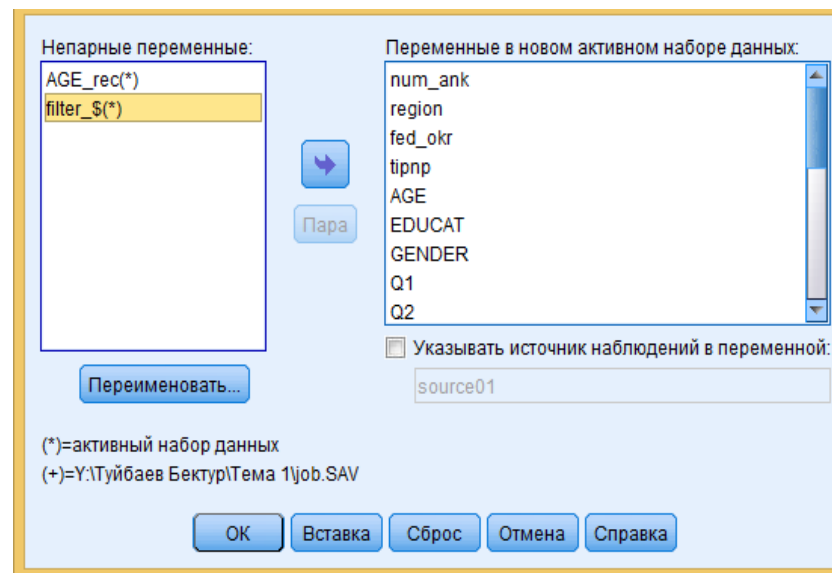 Непарные переменные:
AGE_rec(*)
filter_$(*)
Переименовать...
Пара
Переменные в новом активном наборе данных:
num_ank
region
fed_okr
tipnp
AGE
EDUCAT
GENDER
Q1
Q2
Указывать источник наблюдений в переменной:
source01
(*)=активный набор данных
(+)=Y:\Туйбаев Бектур\Тема 1\job.SAV
ОК Вставка Сброс Отмена Справка